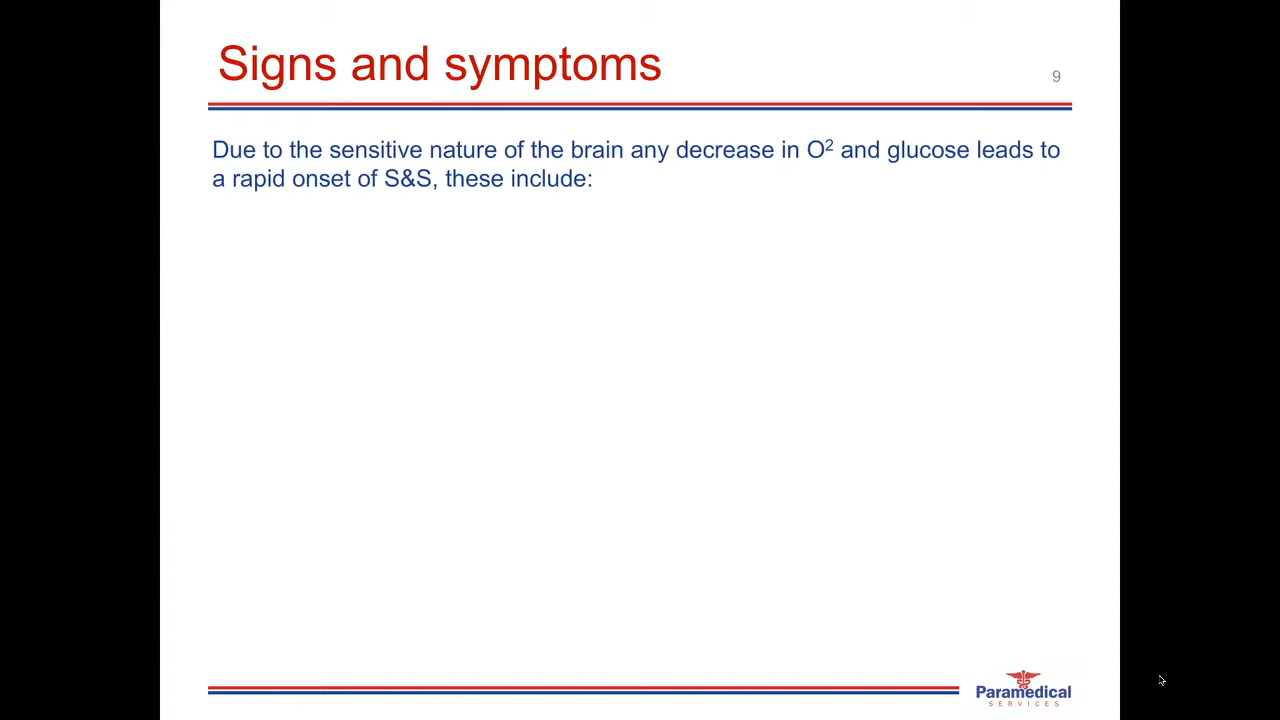 Signs and symptoms
9
Due to the sensitive nature of the brain any decrease in O² and glucose leads to
a rapid onset of S&S, these include:
Paramedical
SERVICES